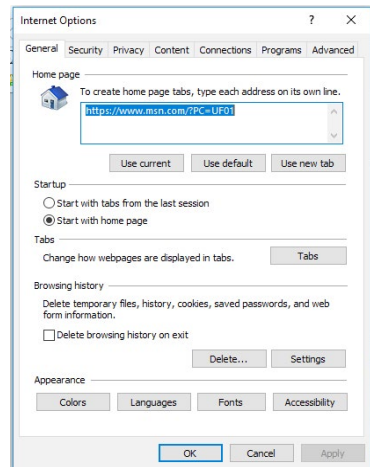 Internet Options ? X
General Security Privacy Content Connections Programs Advanced
Home page
To create home page tabs, type each address on its own line.
https://www.msn.com/?PC=UF01
Use current Use default Use new tab
Startup
Start with tabs from the last session
Start with home page
Tabs
Change how webpages are displayed in tabs. Tabs
Browsing history
Delete temporary files, history, cookies, saved passwords, and web
form information.
Delete browsing history on exit
Delete... Settings
Appearance
Colors Languages Fonts Accessibility
OK Cancel Apply